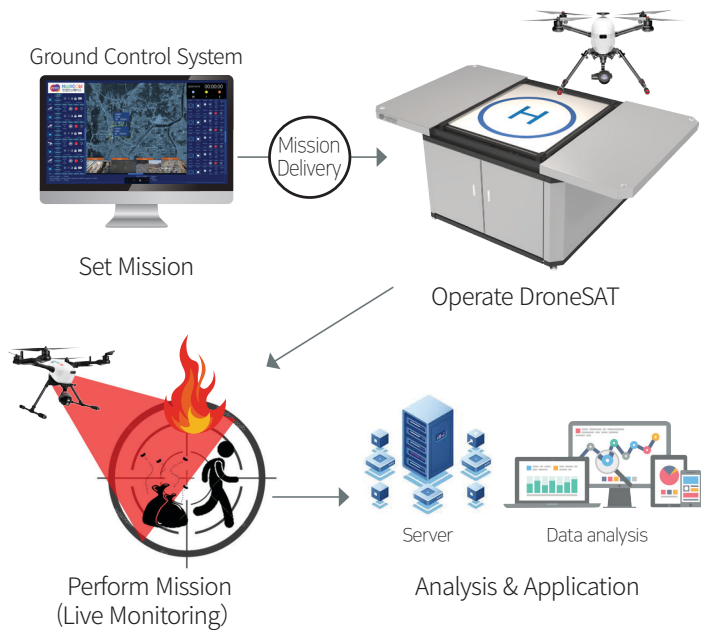 Ground Control System
Mission
Delivery
H
Set Mission
Operate DroneSAT
Server
Data analysis
Perform Mission
(Live Monitoring)
Analysis & Application